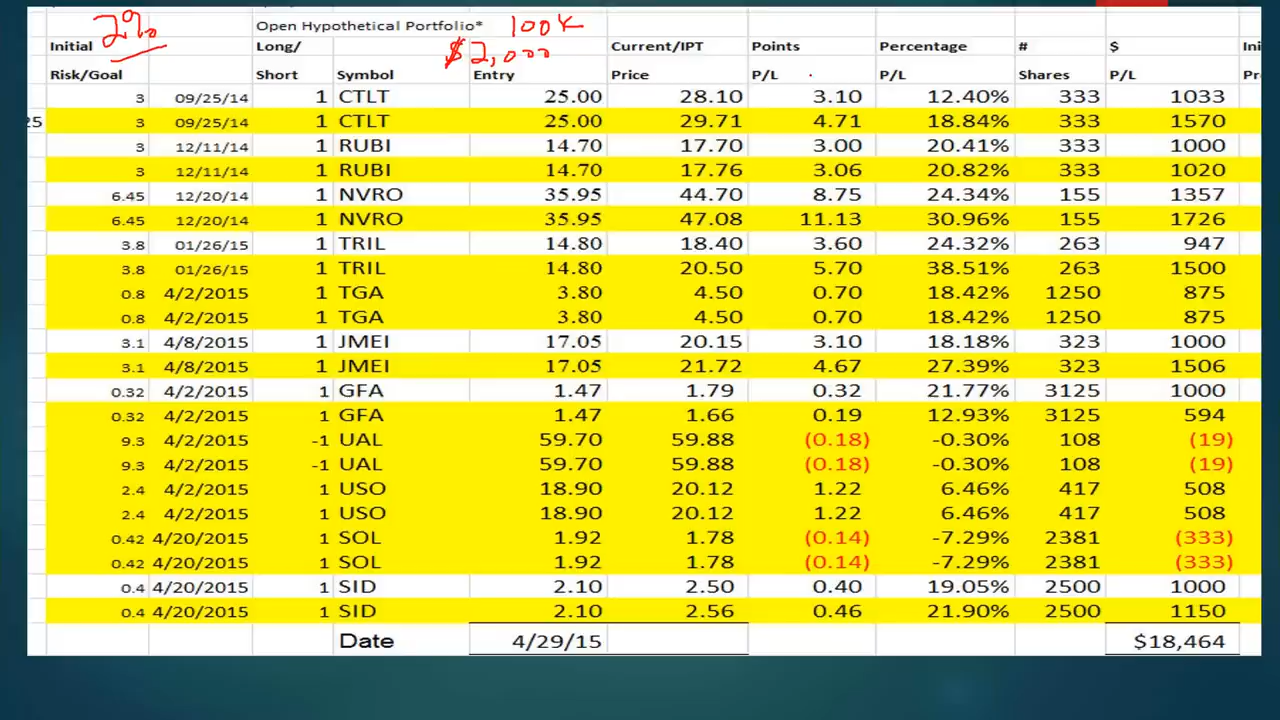 2% Open Hypothetical Portfolio* 100K
Initial Long/ $2,000 Current/IPT Points Percentage # $ Ini
Risk/Goal Short Symbol Entry Price P/L P/L Shares P/L Pr
3 09/25/14 1 CTLT 25.00 28.10 3.10 12.40% 333 1033
25 3 09/25/14 1 CTLT 25.00 29.71 4.71 18.84% 333 1570
3 12/11/14 1 RUBI 14.70 17.70 3.00 20.41% 333 1000
3 12/11/14 1 RUBI 14.70 17.76 3.06 20.82% 333 1020
6.45 12/20/14 1 NVRO 35.95 44.70 8.75 24.34% 155 1357
6.45 12/20/14 1 NVRO 35.95 47.08 11.13 30.96% 155 1726
3.8 01/26/15 1 TRIL 14.80 18.40 3.60 24.32% 263 947
3.8 01/26/15 1 TRIL 14.80 20.50 5.70 38.51% 263 1500
0.8 4/2/2015 1 TGA 3.80 4.50 0.70 18.42% 1250 875
0.8 4/2/2015 1 TGA 3.80 4.50 0.70 18.42% 1250 875
3.1 4/8/2015 1 JMEI 17.05 20.15 3.10 18.18% 323 1000
3.1 4/8/2015 1 JMEI 17.05 21.72 4.67 27.39% 323 1506
0.32 4/2/2015 1 GFA 1.47 1.79 0.32 21.77% 3125 1000
0.32 4/2/2015 1 GFA 1.47 1.66 0.19 12.93% 3125 594
9.3 4/2/2015 -1 UAL 59.70 59.88 (0.18) -0.30% 108 (19)
9.3 4/2/2015 -1 UAL 59.70 59.88 (0.18) -0.30% 108 (19)
2.4 4/2/2015 1 USO 18.90 20.12 1.22 6.46% 417 508
2.4 4/2/2015 1 USO 18.90 20.12 1.22 6.46% 417 508
0.42 4/20/2015 1 SOL 1.92 1.78 (0.14) -7.29% 2381 (333)
0.42 4/20/2015 1 SOL 1.92 1.78 (0.14) -7.29% 2381 (333)
0.4 4/20/2015 1 SID 2.10 2.50 0.40 19.05% 2500 1000
0.4 4/20/2015 1 SID 2.10 2.56 0.46 21.90% 2500 1150
Date 4/29/15 $18,464